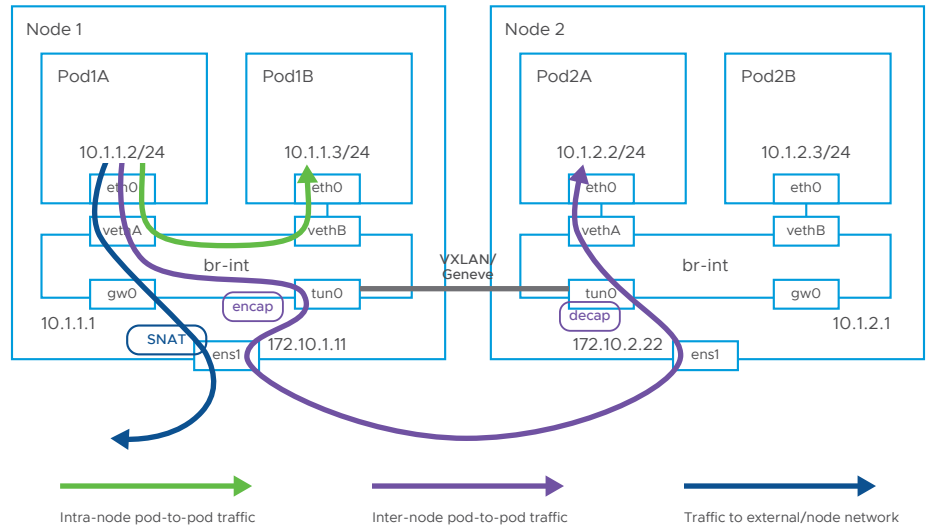 Node 1
Pod1A
10.1.1.2/24
eth0
vethA
Pod1B
10.1.1.3/24
eth0
vethB
br-int
gw0
10.1.1.1
encap
tun0
SNAT
ens1
172.10.1.11
VXLAN/
Geneve
Node 2
Pod2A
10.1.2.2/24
eth0
vethA
Pod2B
10.1.2.3/24
eth0
vethB
br-int
tun0
decap
gw0
10.1.2.1
172.10.2.22
ens1
Intra-node pod-to-pod traffic
Inter-node pod-to-pod traffic
Traffic to external/node network